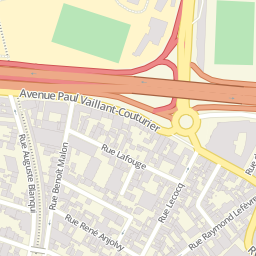 Avenue Paul Vaillant-Couturier
Rue Auguste Blanqui
Rue Benoît Malon
Rue Lafouge
Rue Lecocq
Rue Raymond Lefèvre
Rue René Anjolvy